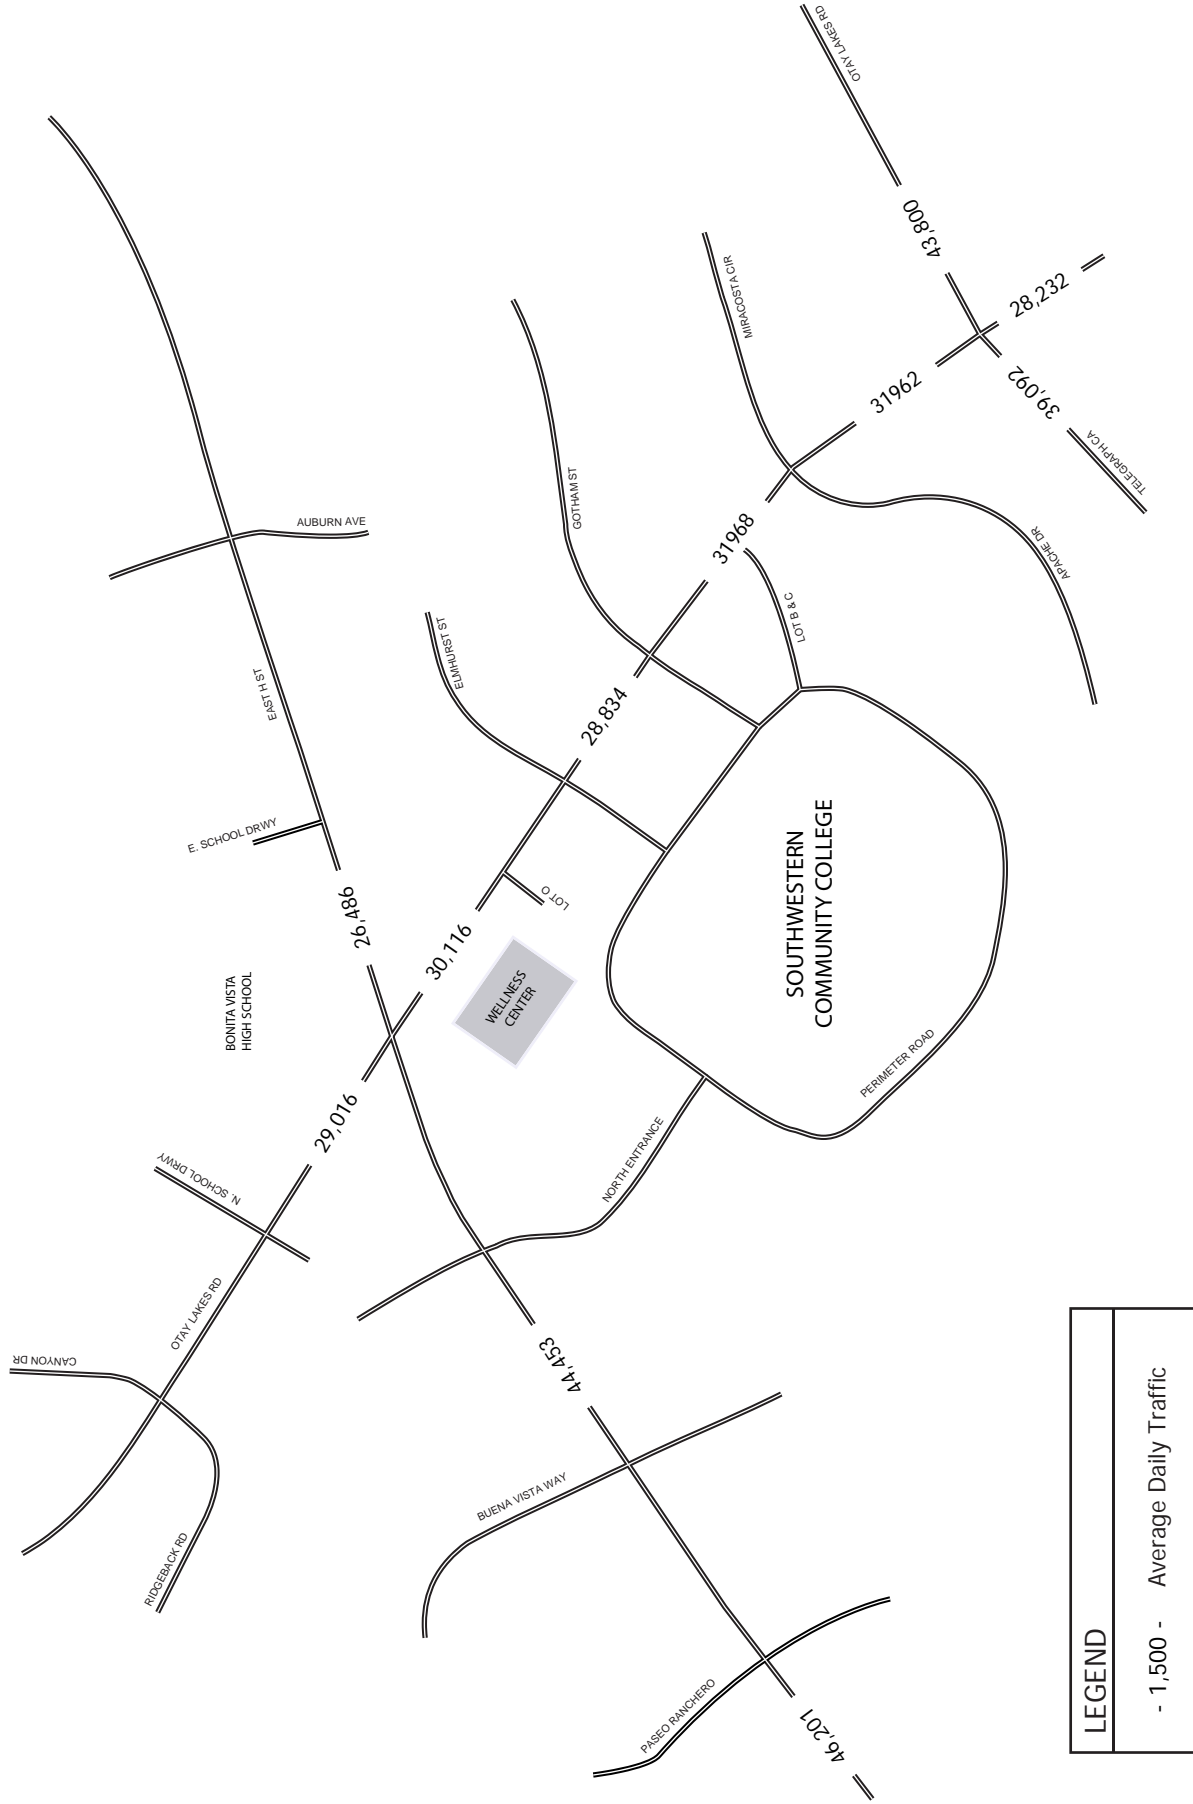 CANYON DR
OTAY LAKES RD
RIDGEBACK RD
N. SCHOOL DRWY
29,016
BONITA VISTA
HIGH SCHOOL
E. SCHOOL DRWY
26,486
EAST H ST
AUBURN AVE
30,116
WELLNESS
CENTER
LOT O
ELMHURST ST
28,834
GOTHAM ST
31968
LOT B & C
MIRACOSTA CIR
31962
OTAY LAKES RD
43,800
28,232
39,092
TELEGRAPH CA
APACHE DR
SOUTHWESTERN
COMMUNITY COLLEGE
PERIMETER ROAD
NORTH ENTRANCE
44,453
BUENA VISTA WAY
PASEO RANCHERO
46,201
LEGEND
- 1,500 - Average Daily Traffic